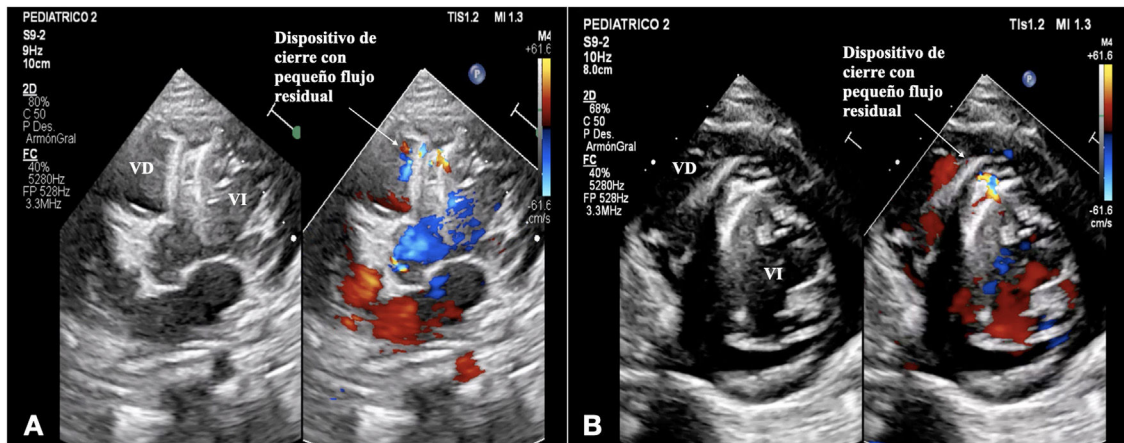 PEDIATRICO 2
TIS1.2 MI 1.3
S9-2
9Hz
10cm
2D
80%
C 50
P Des.
ArmónGral
FC
40%
5280Hz
FP 528Hz
3.3MHz
Dispositivo de
cierre con
pequeño flujo
residual
P
M4
+61.6
-61.6
cm/s
VD
VI
A
PEDIATRICO 2
TIs1.2 MI 1.3
S9-2
10Hz
8.0cm
2D
68%
C 50
P Des.
ArmónGral
FC
40%
5280Hz
FP 528Hz
3.3MHz
Dispositivo de
cierre con
pequeño flujo
residual
P
M4
+61.6
-61.6
cm/s
VD
VI
B